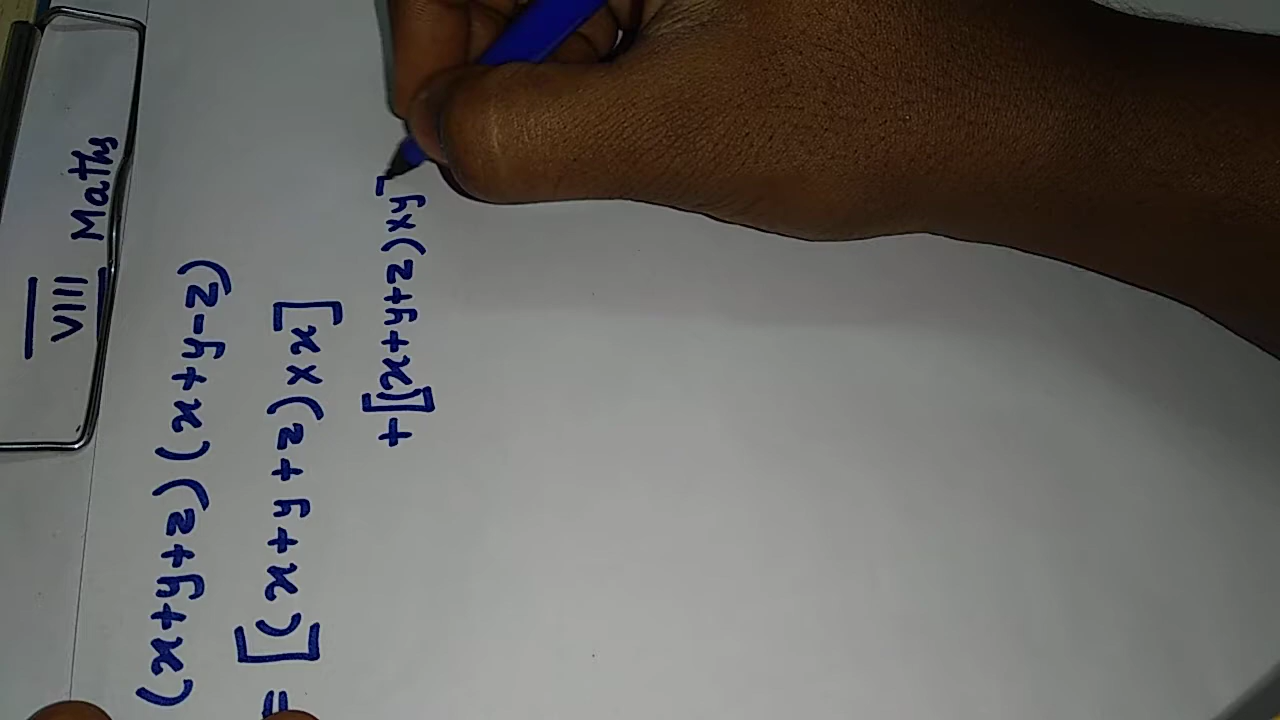 VIII Maths
(x+y+z)(x+y-z)
= [(x+y+z)×x]
+[(x+y+z)×y]